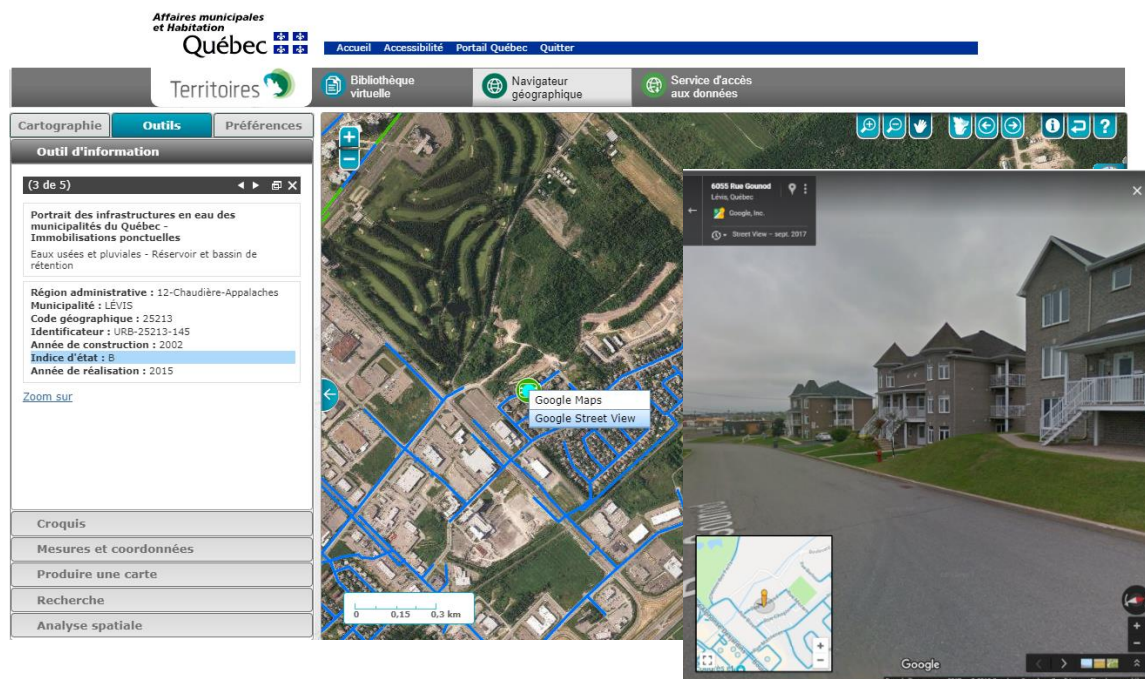 Affaires municipales
et Habitation
Québec
Accueil Accessibilité Portail Québec Quitter
Territoires
Bibliothèque
virtuelle
Navigateur
géographique
Service d'accès
aux données
Cartographie Outils Préférences
Outil d'information
(3 de 5)
Portrait des infrastructures en eau des
municipalités du Québec -
Immobilisations ponctuelles
Eaux usées et pluviales - Réservoir et bassin de
rétention
Région administrative : 12-Chaudière-Appalaches
Municipalité : LÉVIS
Code géographique : 25213
Identificateur : URB-25213-145
Année de construction : 2002
Indice d'état : B
Année de réalisation : 2015
Zoom sur
Croquis
Mesures et coordonnées
Produire une carte
Recherche
Analyse spatiale
Google Maps
Google Street View
0 0,15 0,3 km
6055 Rue Gounod
Lévis, Québec
Google, Inc.
Street View - sept. 2017
Google